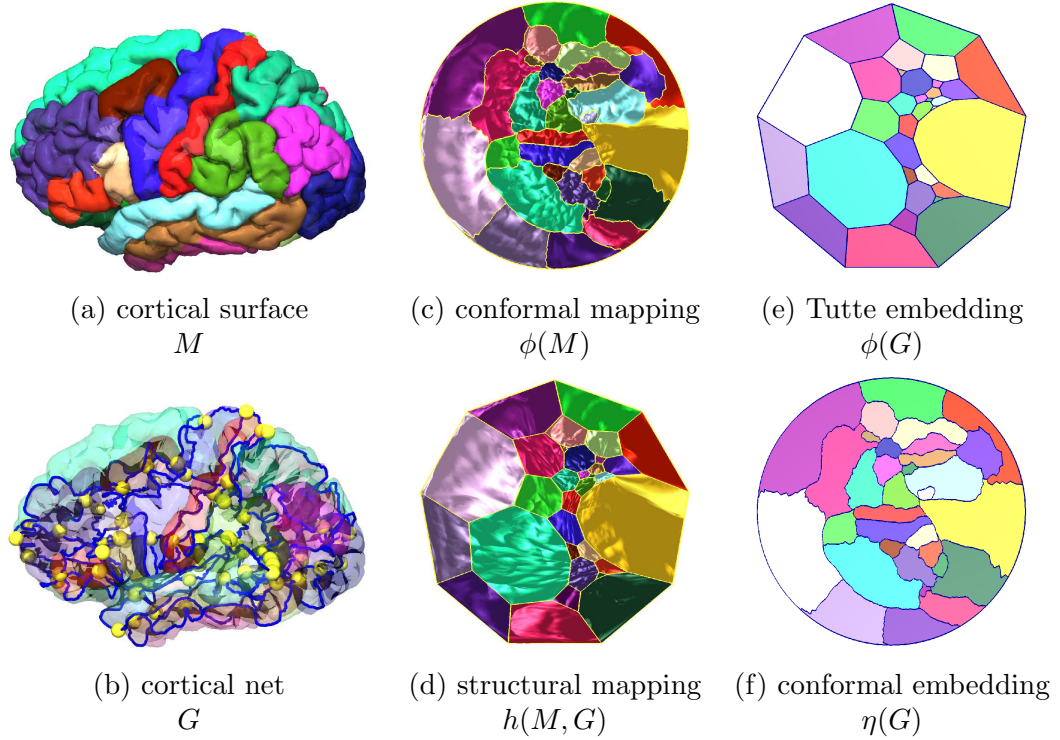 (a) cortical surface
M
(c) conformal mapping
ϕ(M)
(e) Tutte embedding
ϕ(G)
(b) cortical net
G
(d) structural mapping
h(M, G)
(f) conformal embedding
η(G)